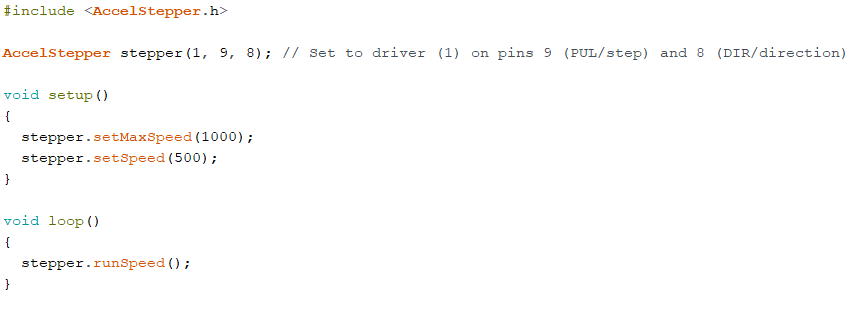 #include <AccelStepper.h>
AccelStepper stepper(1, 9, 8); // Set to driver (1) on pins 9 (PUL/step) and 8 (DIR/direction)
void setup()
{
  stepper.setMaxSpeed(1000);
  stepper.setSpeed(500);
}
void loop()
{
  stepper.runSpeed();
}